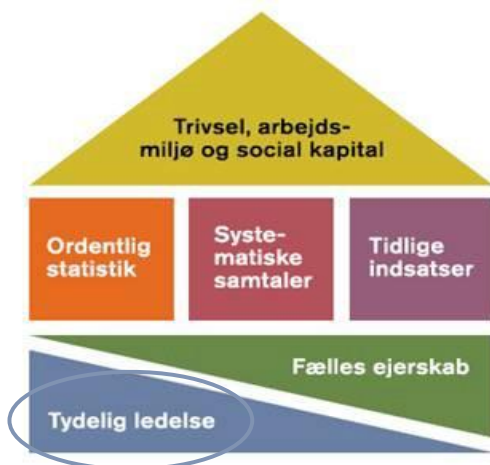 Trivsel, arbejds-
miljø og social kapital
Ordentlig
statistik
Syste-
matiske
samtaler
Tidlige
indsatser
Fælles ejerskab
Tydelig ledelse